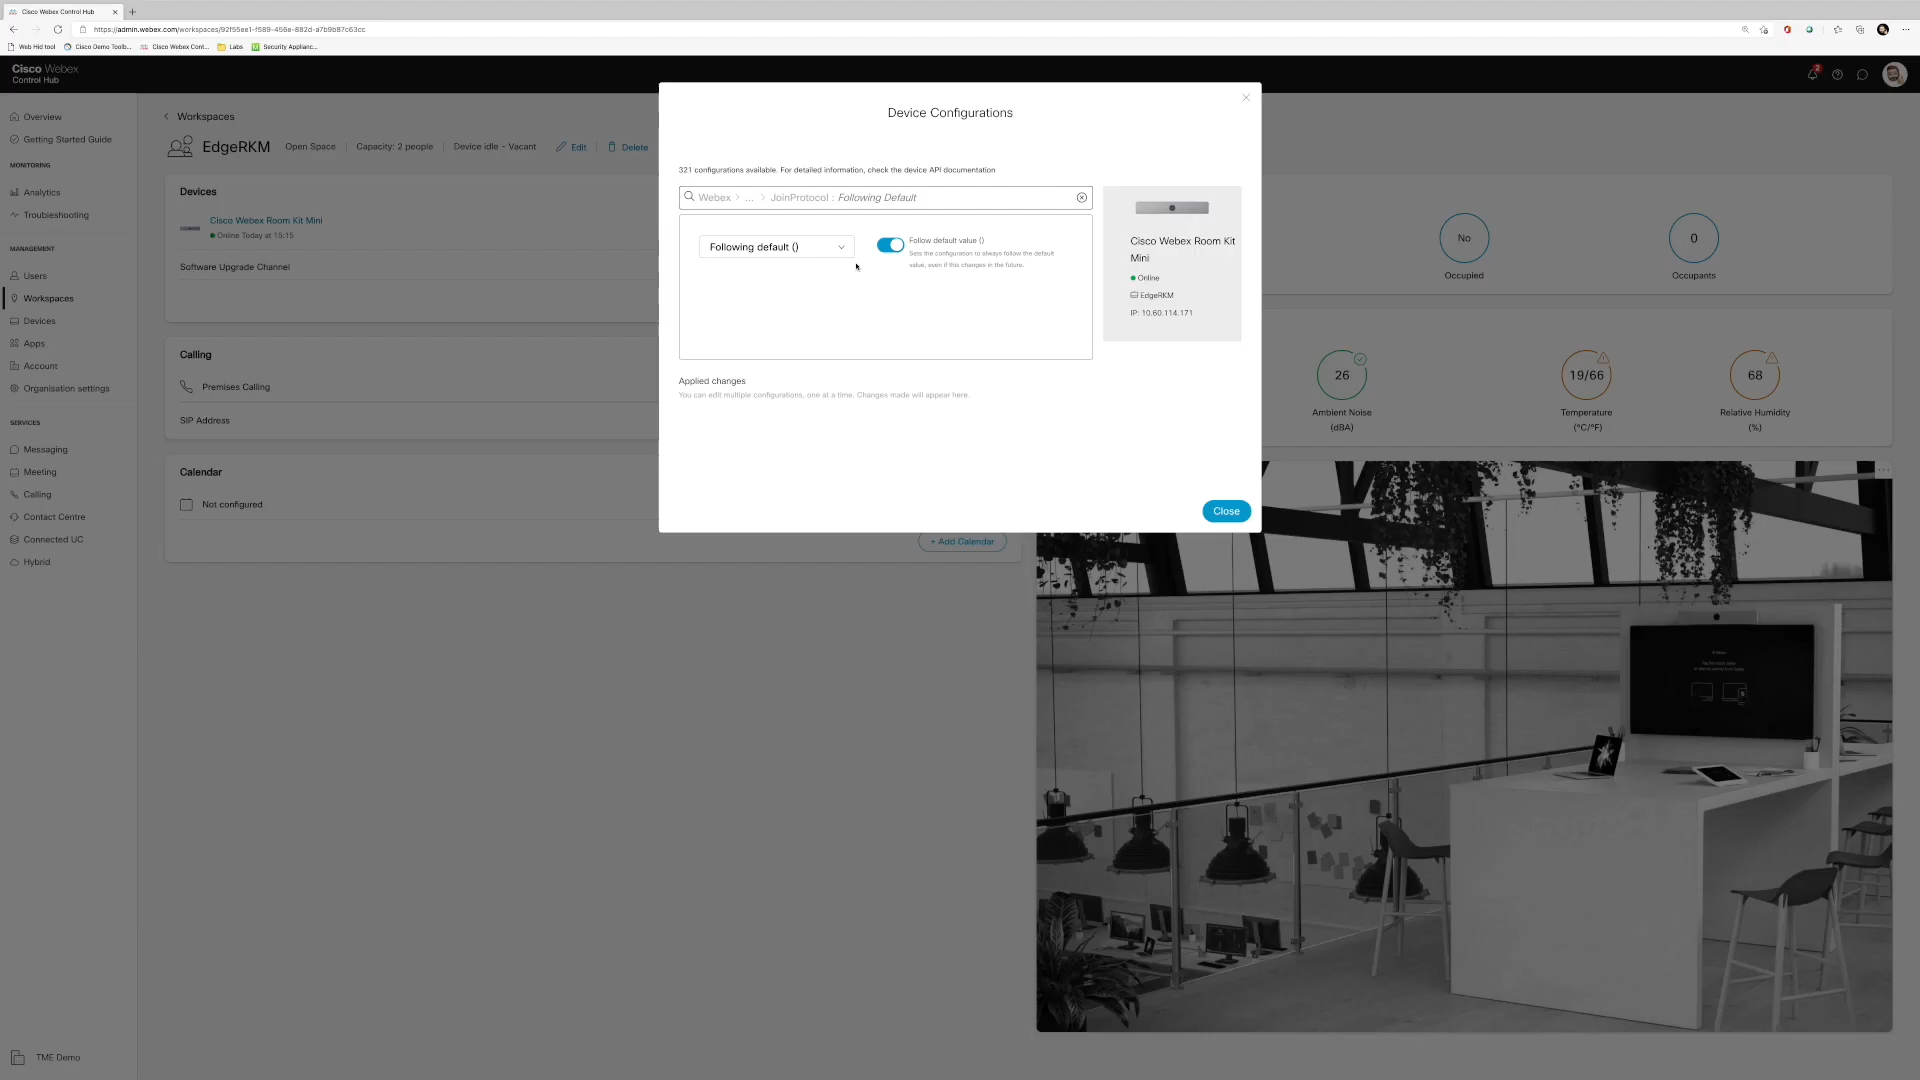 Cisco Webex Control Hub
https://admin.webex.com/workspaces/92f55ee1-f589-456e-882d-a7b9b87c63cc
Web Hid tool
Cisco Demo Toolb...
Cisco Webex Cont...
Labs
Security Applianc...
Cisco Webex
Control Hub
2
Overview
Getting Started Guide
MONITORING
Analytics
Troubleshooting
MANAGEMENT
Users
Workspaces
Devices
Apps
Account
Organisation settings
SERVICES
Messaging
Meeting
Calling
Contact Centre
Connected UC
Hybrid
TME Demo
Workspaces
EdgeRKM
Open Space
Capacity: 2 people
Device idle - Vacant
Edit
Delete
Devices
Cisco Webex Room Kit Mini
Online Today at 15:15
Software Upgrade Channel
Calling
Premises Calling
SIP Address
Calendar
Not configured
+ Add Calendar
Device Configurations
321 configurations available. For detailed information, check the device API documentation
Webex > ... > JoinProtocol : Following Default
Following default ()
Follow default value ()
Sets the configuration to always follow the default
value, even if this changes in the future.
Cisco Webex Room Kit
Mini
Online
EdgeRKM
IP: 10.60.114.171
Applied changes
You can edit multiple configurations, one at a time. Changes made will appear here.
Close
No
Occupied
0
Occupants
26
Ambient Noise
(dBA)
19/66
Temperature
(°C/°F)
68
Relative Humidity
(%)